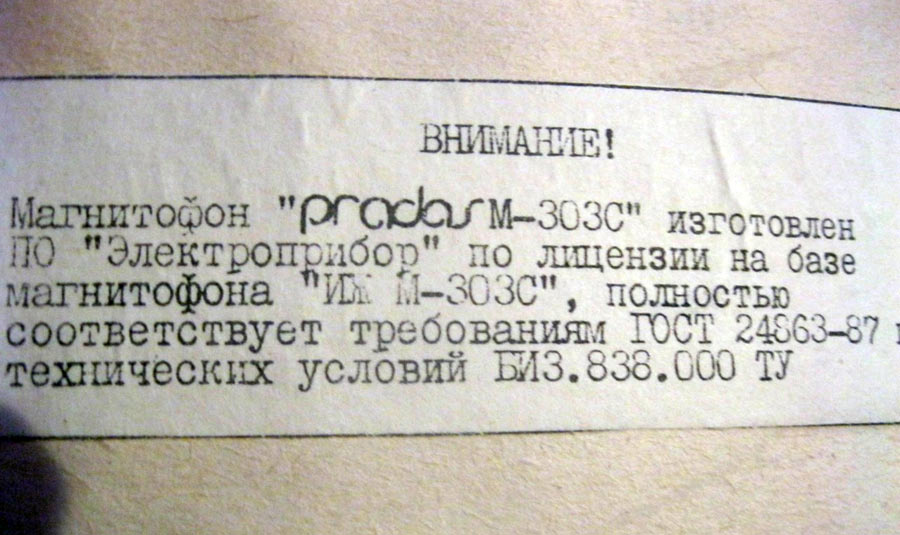 ВНИМАНИЕ!
Магнитофон "pradas М-303С" изготовлен
ПО "Электроприбор" по лицензии на базе
магнитофона "ИЖ М-303С", полностью
соответствует требованиям ГОСТ 24863-87 и
технических условий БИ3.838.000 ТУ